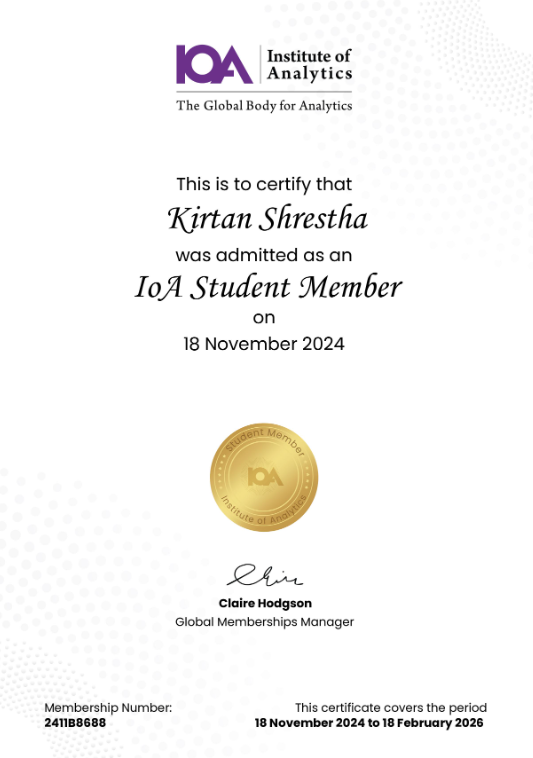 IOA
Institute of
Analytics
The Global Body for Analytics
This is to certify that
Kirtan Shrestha
was admitted as an
IoA Student Member
on
18 November 2024
Student Member
IOA
Institute of Analytics
Claire Hodgson
Global Memberships Manager
Membership Number:
2411B8688
This certificate covers the period
18 November 2024 to 18 February 2026